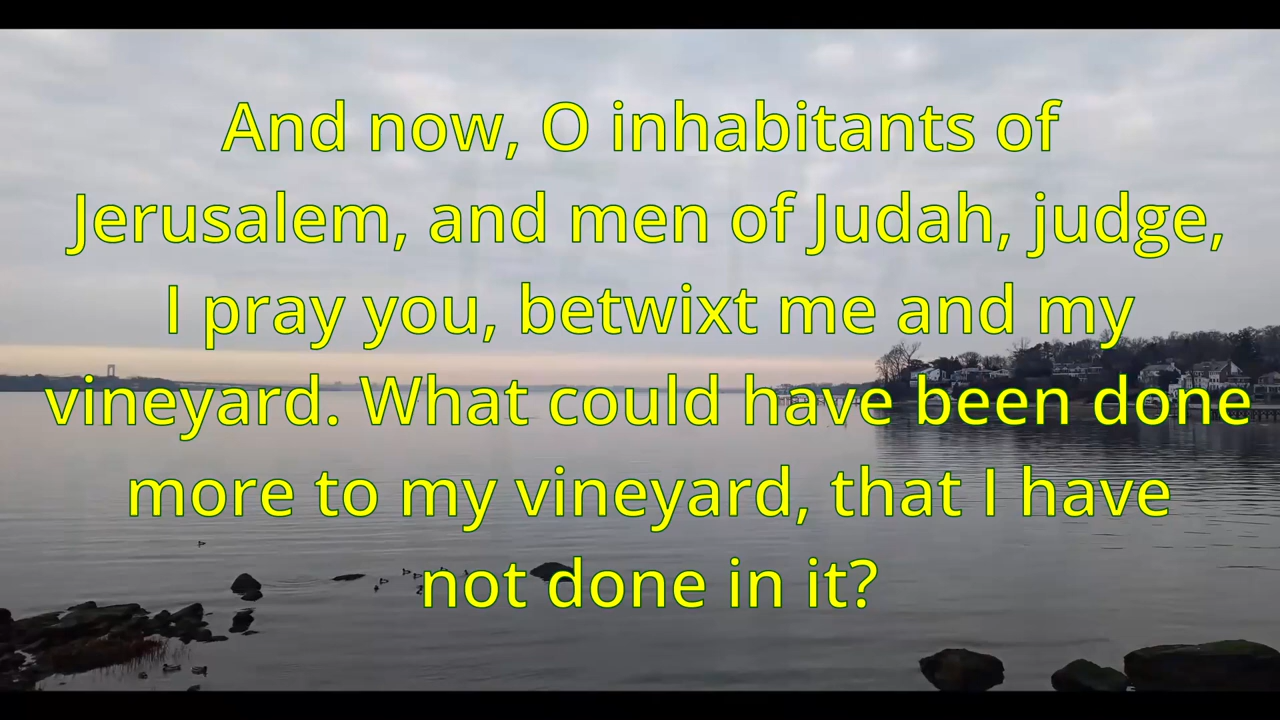 And now, O inhabitants of
Jerusalem, and men of Judah, judge,
I pray you, betwixt me and my
vineyard. What could have been done
more to my vineyard, that I have
not done in it?